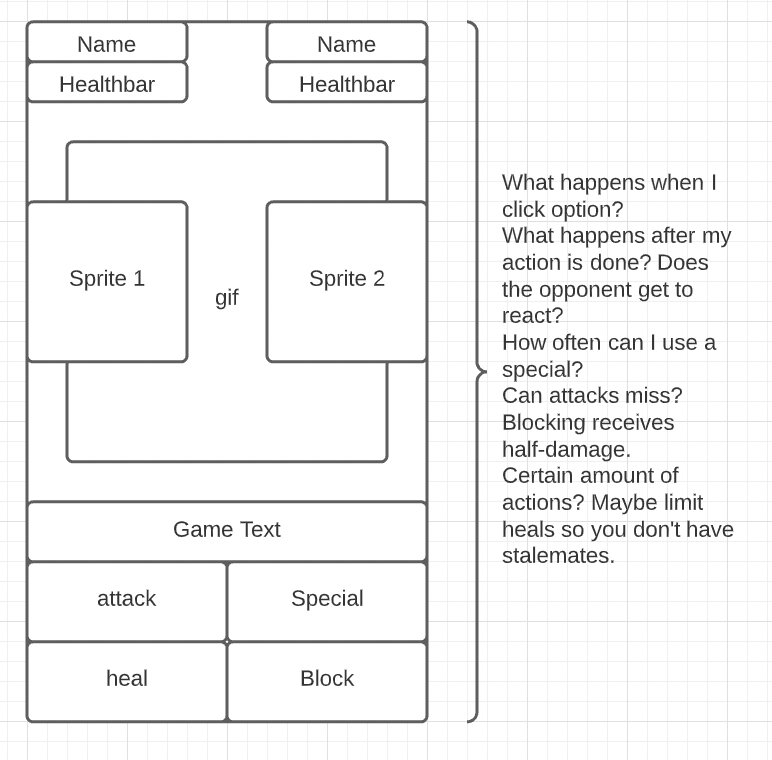 Name
Name
Healthbar
Healthbar
Sprite 1
gif
Sprite 2
Game Text
attack
Special
heal
Block
What happens when I
click option?
What happens after my
action is done? Does
the opponent get to
react?
How often can I use a
special?
Can attacks miss?
Blocking receives
half-damage.
Certain amount of
actions? Maybe limit
heals so you don't have
stalemates.